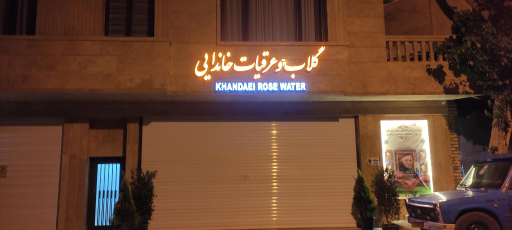 گلاب و عرقیات خاندایی
KHANDAEI ROSE WATER